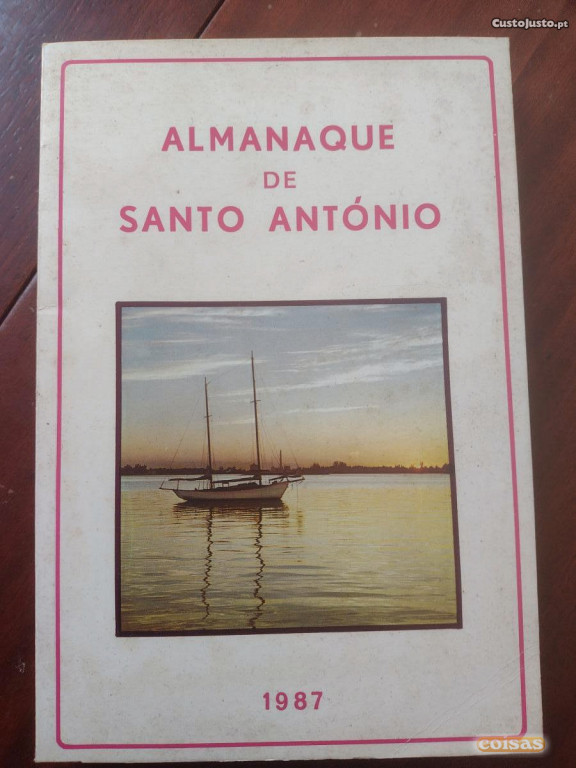 CustoJusto.pt
ALMANAQUE
DE
SANTO ANTÓNIO
1987
coisas